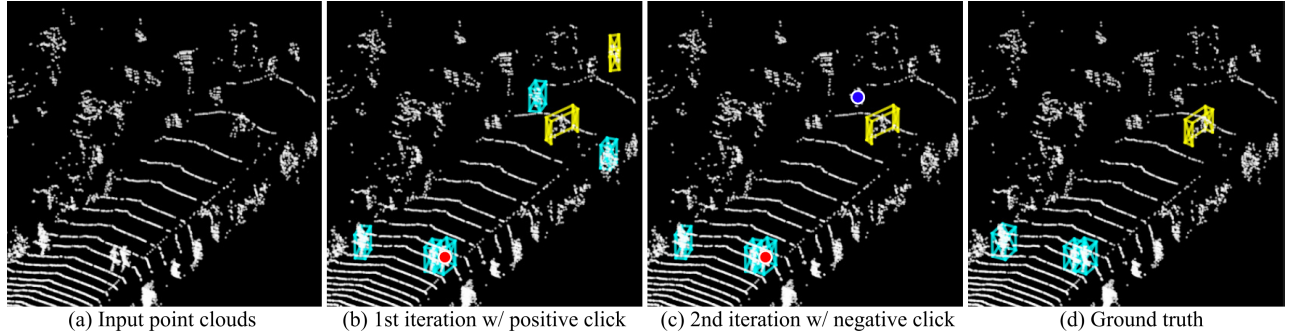 (a) Input point clouds
(b) 1st iteration w/ positive click
(c) 2nd iteration w/ negative click
(d) Ground truth